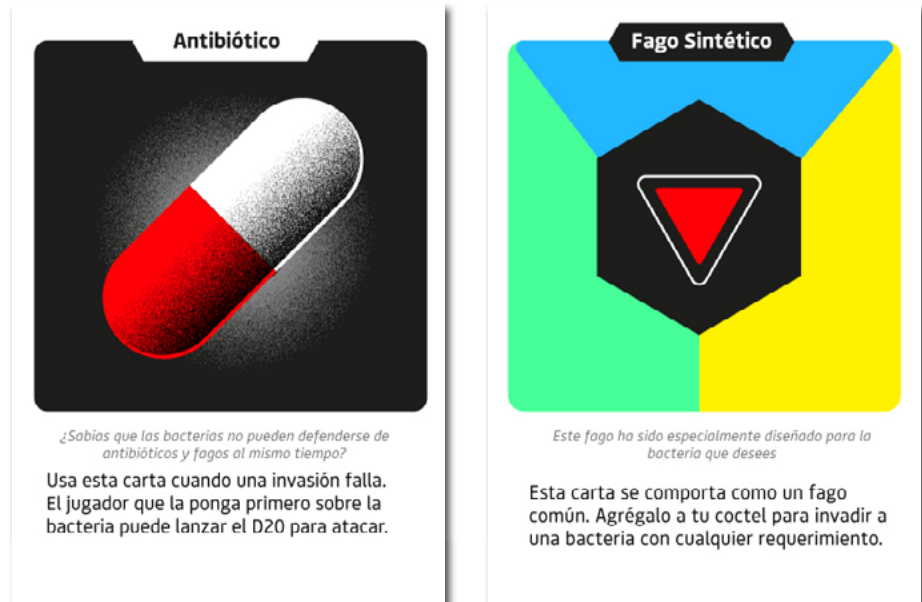 Antibiótico
¿Sabias que las bacterias no pueden defenderse de
antibióticos y fagos al mismo tiempo?
Usa esta carta cuando una invasión falla.
El jugador que la ponga primero sobre la
bacteria puede lanzar el D20 para atacar.
Fago Sintético
Este fago ha sido especialmente diseñado para la
bacteria que desees
Esta carta se comporta como un fago
común. Agrégalo a tu coctel para invadir a
una bacteria con cualquier requerimiento.